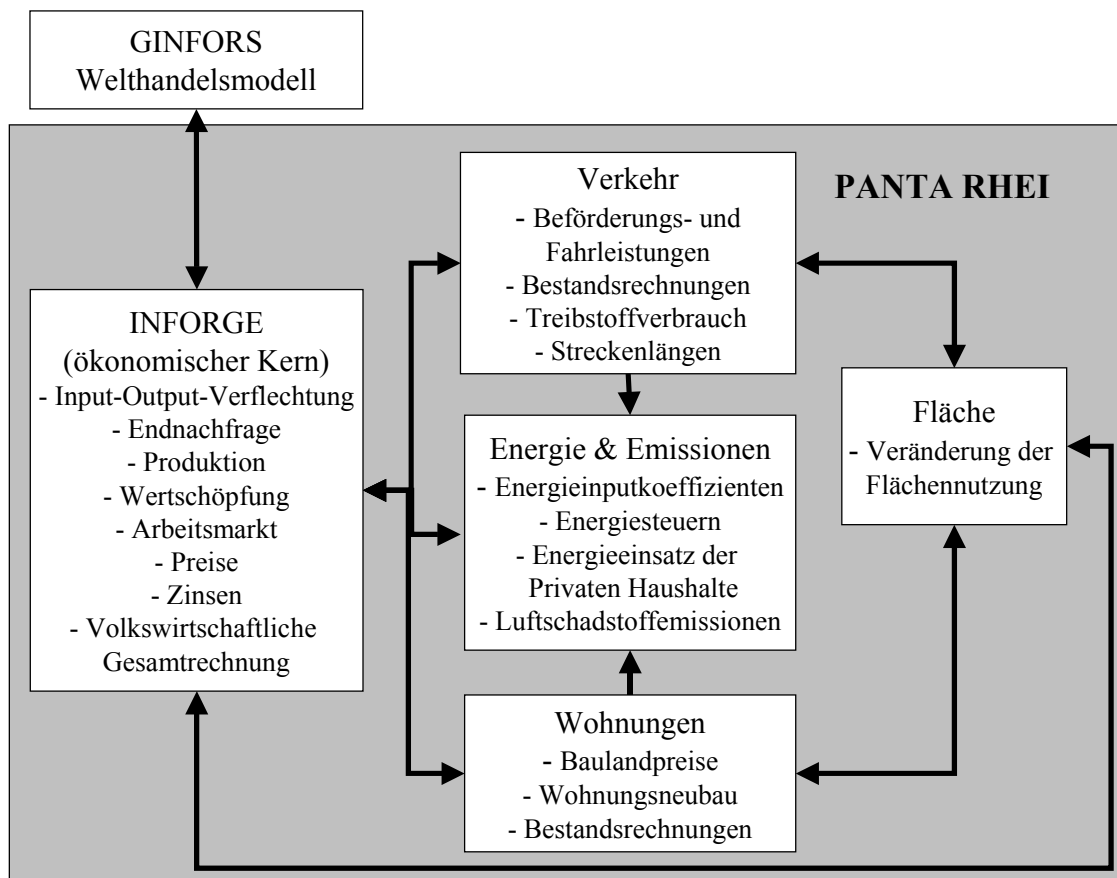 GINFORS
Welthandelsmodell
PANTA RHEI
INFORGE
(ökonomischer Kern)
- Input-Output-Verflechtung
- Endnachfrage
- Produktion
- Wertschöpfung
- Arbeitsmarkt
- Preise
- Zinsen
- Volkswirtschaftliche
Gesamtrechnung
Verkehr
- Beförderungs- und
Fahrleistungen
- Bestandsrechnungen
- Treibstoffverbrauch
- Streckenlängen
Energie & Emissionen
- Energieinputkoeffizienten
- Energiesteuern
- Energieeinsatz der
Privaten Haushalte
- Luftschadstoffemissionen
Wohnungen
- Baulandpreise
- Wohnungsneubau
- Bestandsrechnungen
Fläche
- Veränderung der
Flächennutzung